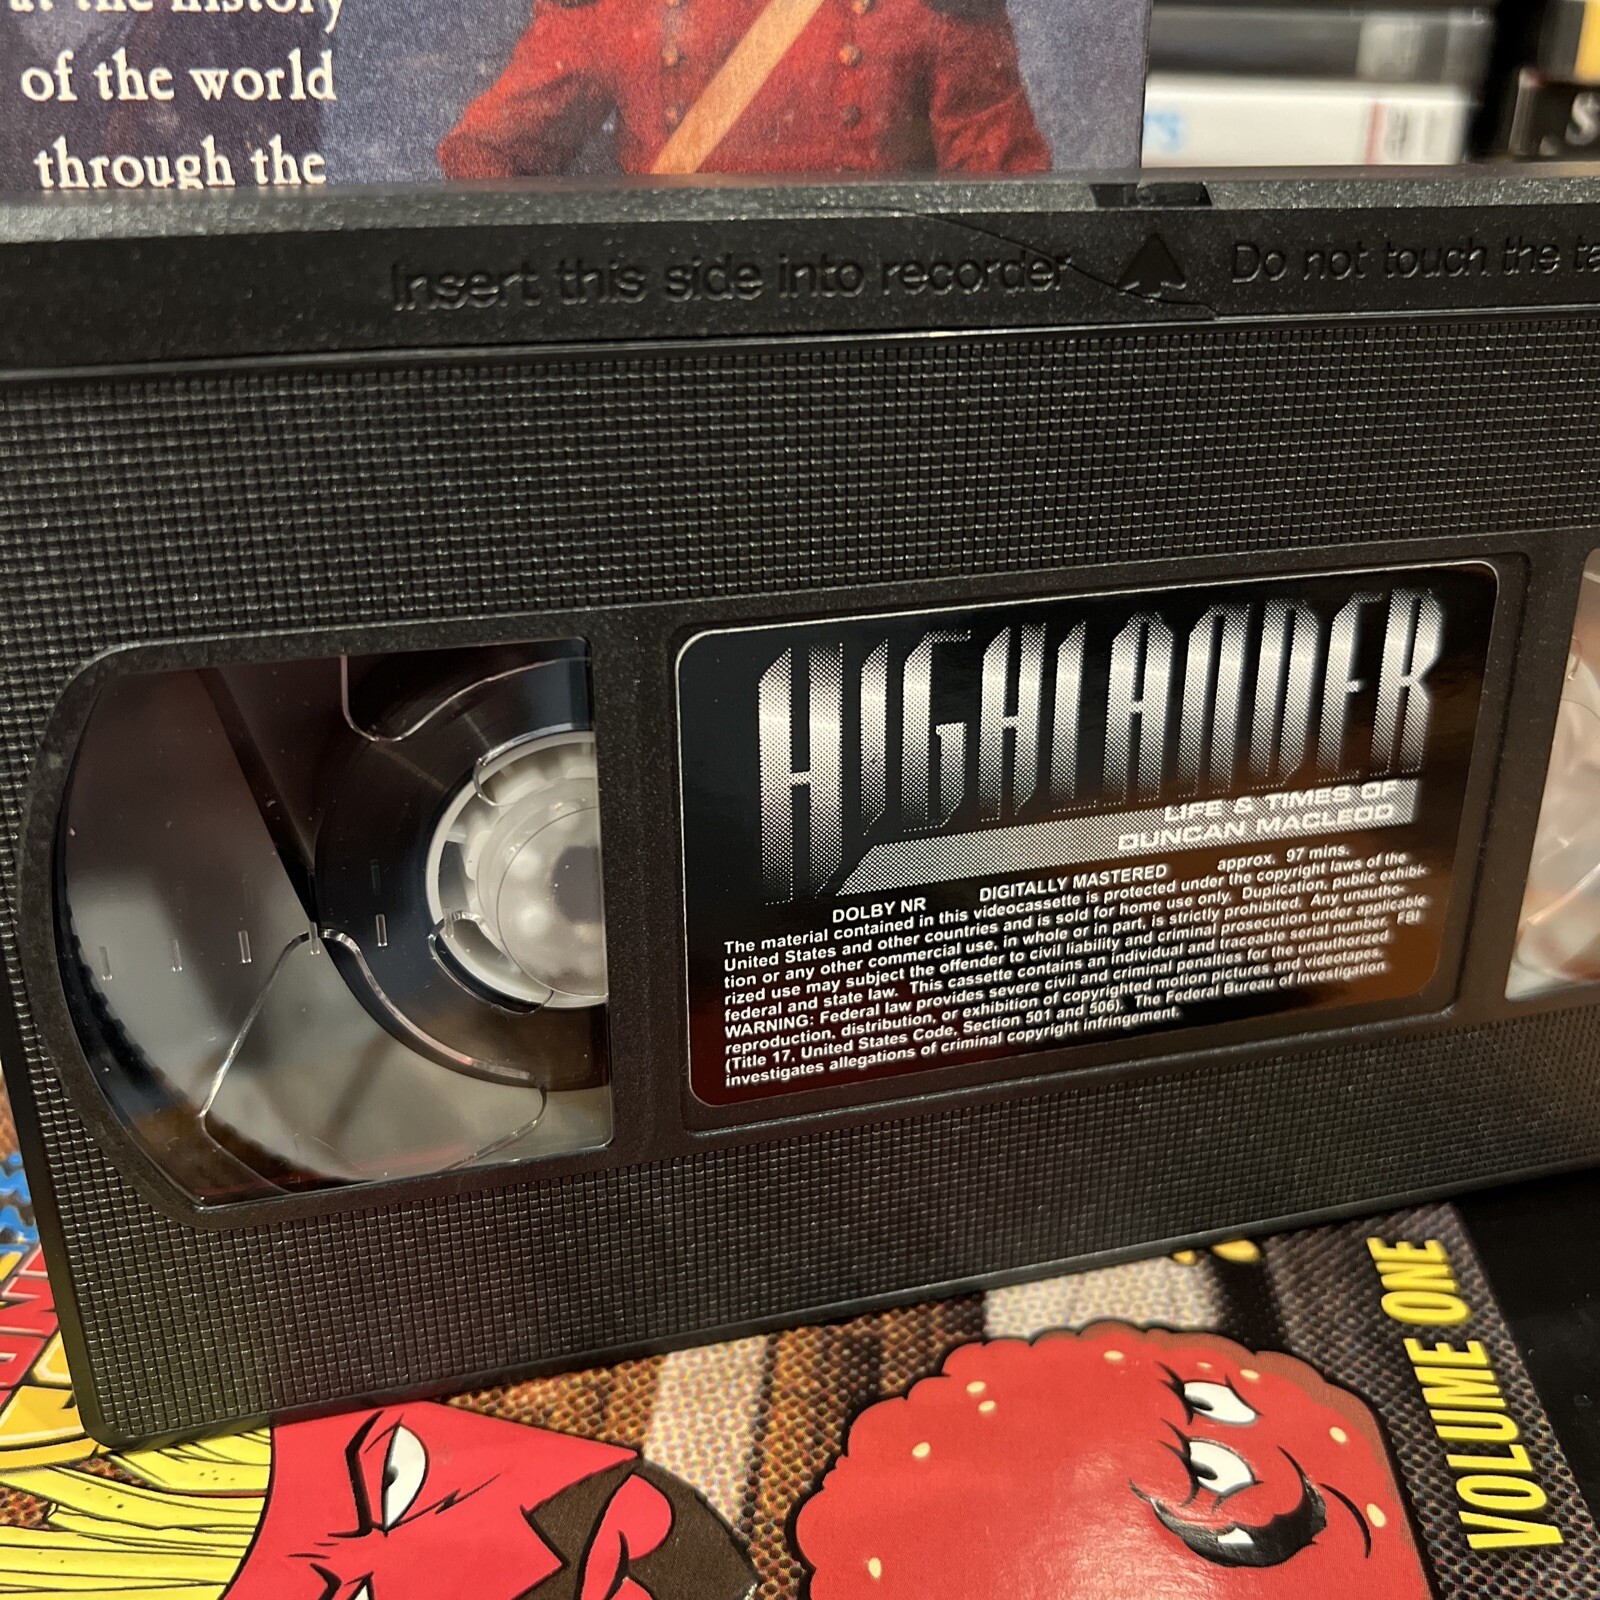 at the history
of the world
through the
Insert this side into recorder
Do not touch the
HIGHLANDER
LIFE & TIMES OF
DUNCAN MACLEOD
DOLBY NR DIGITALLY MASTERED approx. 97 mins.
The material contained in this videocassette is protected under the copyright laws of the
United States and other countries and is sold for home use only. Duplication, public exhibi-
tion or any other commercial use, in whole or in part, is strictly prohibited. Any unautho-
rized use may subject the offender to civil liability and criminal prosecution under applicable
federal and state law. This cassette contains an individual and traceable serial number. FBI
WARNING: Federal law provides severe civil and criminal penalties for the unauthorized
reproduction, distribution, or exhibition of copyrighted motion pictures and videotapes.
(Title 17, United States Code, Section 501 and 506). The Federal Bureau of Investigation
investigates allegations of criminal copyright infringement.
VOLUME ONE